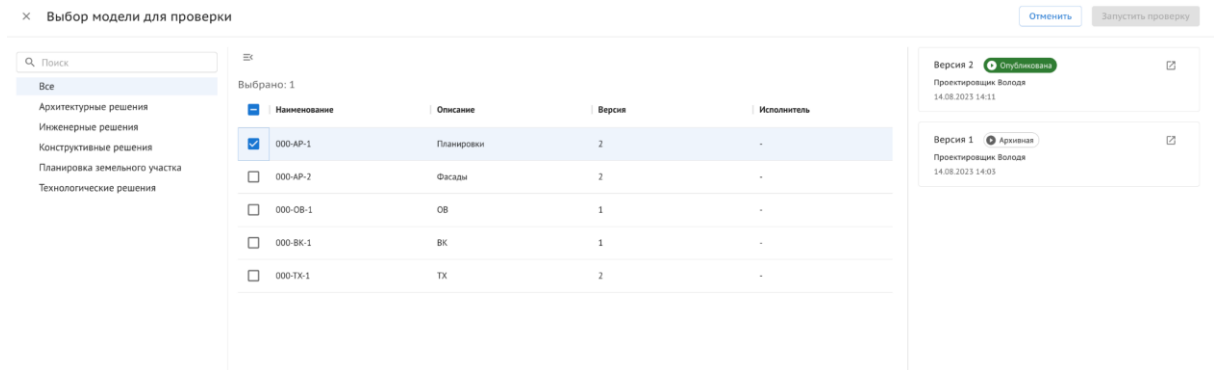 Выбор модели для проверки
Отменить
Запустить проверку
Поиск
Все
Архитектурные решения
Инженерные решения
Конструктивные решения
Планировка земельного участка
Технологические решения
Выбрано: 1
Наименование Описание Версия Исполнитель
000-АР-1 Планировки 2 -
000-АР-2 Фасады 2 -
000-ОВ-1 ОВ 1 -
000-ВК-1 ВК 1 -
000-ТХ-1 ТХ 2 -
Версия 2 Опубликована
Проектировщик Володя
14.08.2023 14:11
Версия 1 Архивная
Проектировщик Володя
14.08.2023 14:03